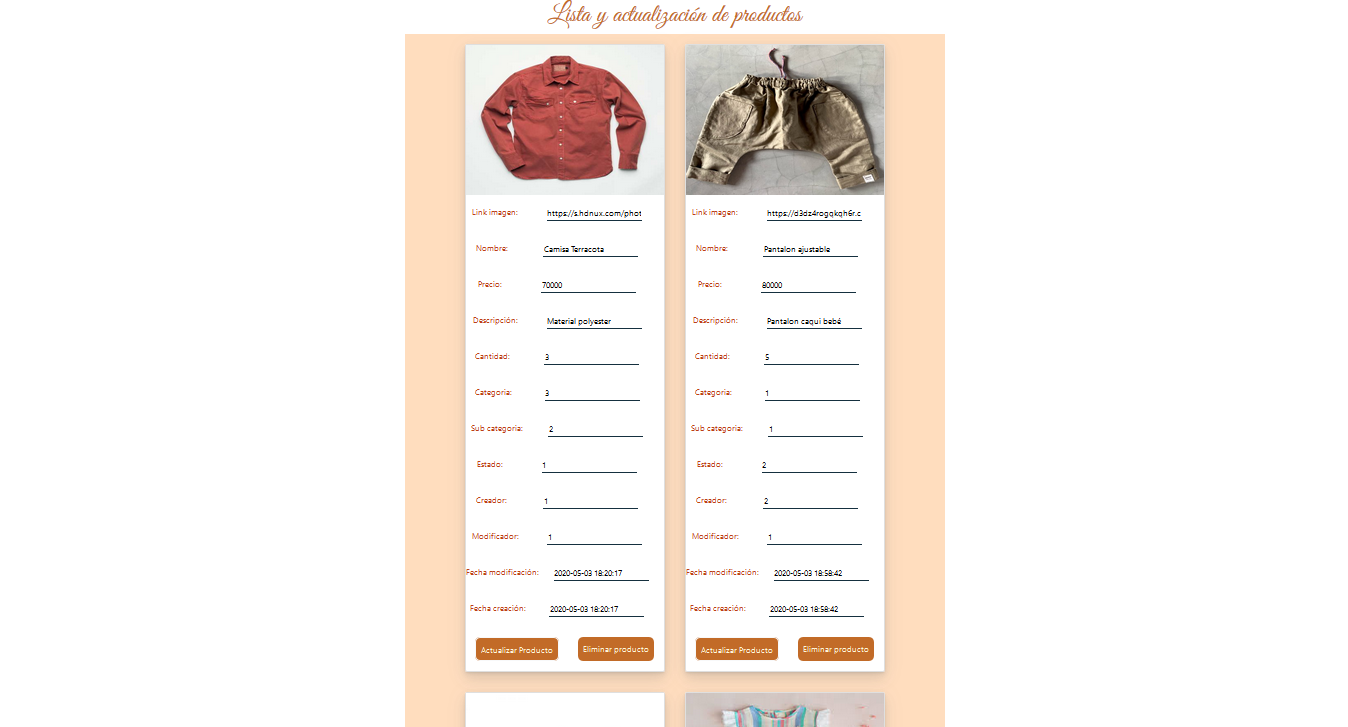 Lista y actualización de productos
Link imagen: https://s.hdnux.com/phot
Nombre: Camisa Terracota
Precio: 70000
Descripción: Material polyester
Cantidad: 3
Categoria: 3
Sub categoria: 2
Estado: 1
Creador: 1
Modificador: 1
Fecha modificación: 2020-05-03 18:20:17
Fecha creación: 2020-05-03 18:20:17
Actualizar Producto Eliminar producto
Link imagen: https://d3dz4rogqkqh6r.c
Nombre: Pantalon ajustable
Precio: 80000
Descripción: Pantalon caqui bebé
Cantidad: 5
Categoria: 1
Sub categoria: 1
Estado: 2
Creador: 2
Modificador: 1
Fecha modificación: 2020-05-03 18:58:42
Fecha creación: 2020-05-03 18:58:42
Actualizar Producto Eliminar producto